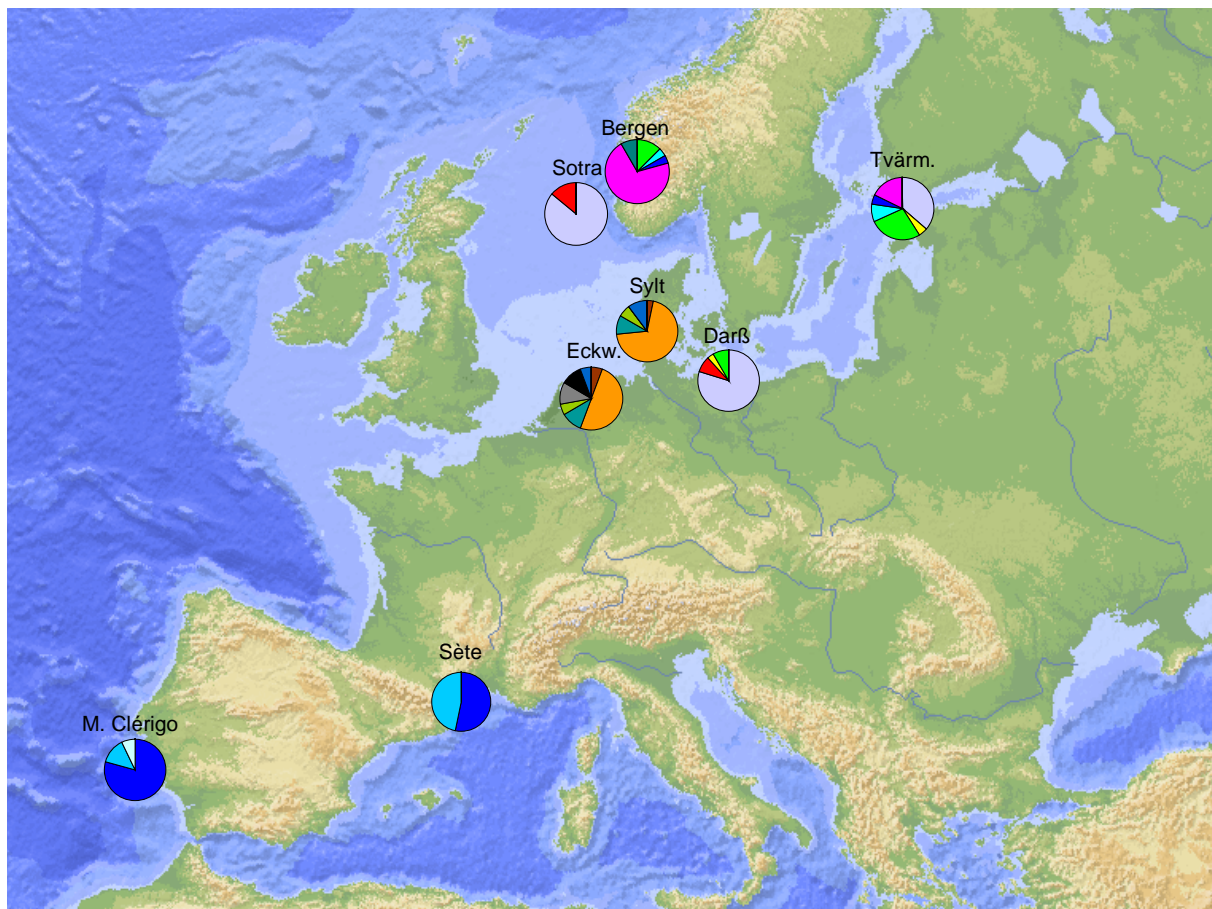 Bergen
Tvärm.
Sotra
Sylt
Darß
Eckw.
Sète
M. Clérigo